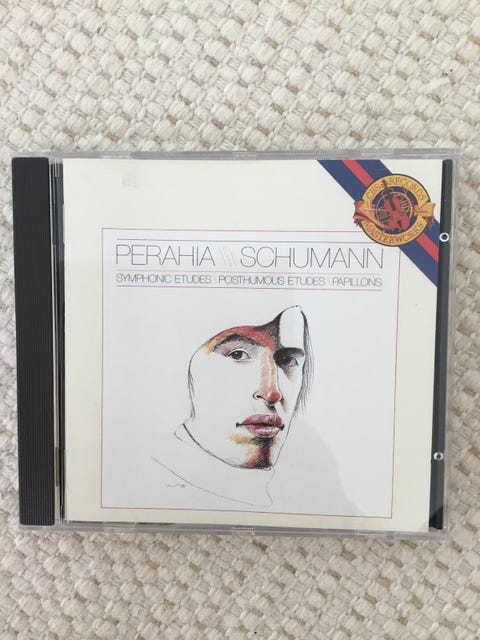 CBS RECORDS
MASTERWORKS
PERAHIA SCHUMANN
SYMPHONIC ETUDES \ POSTHUMOUS ETUDES \ PAPILLONS